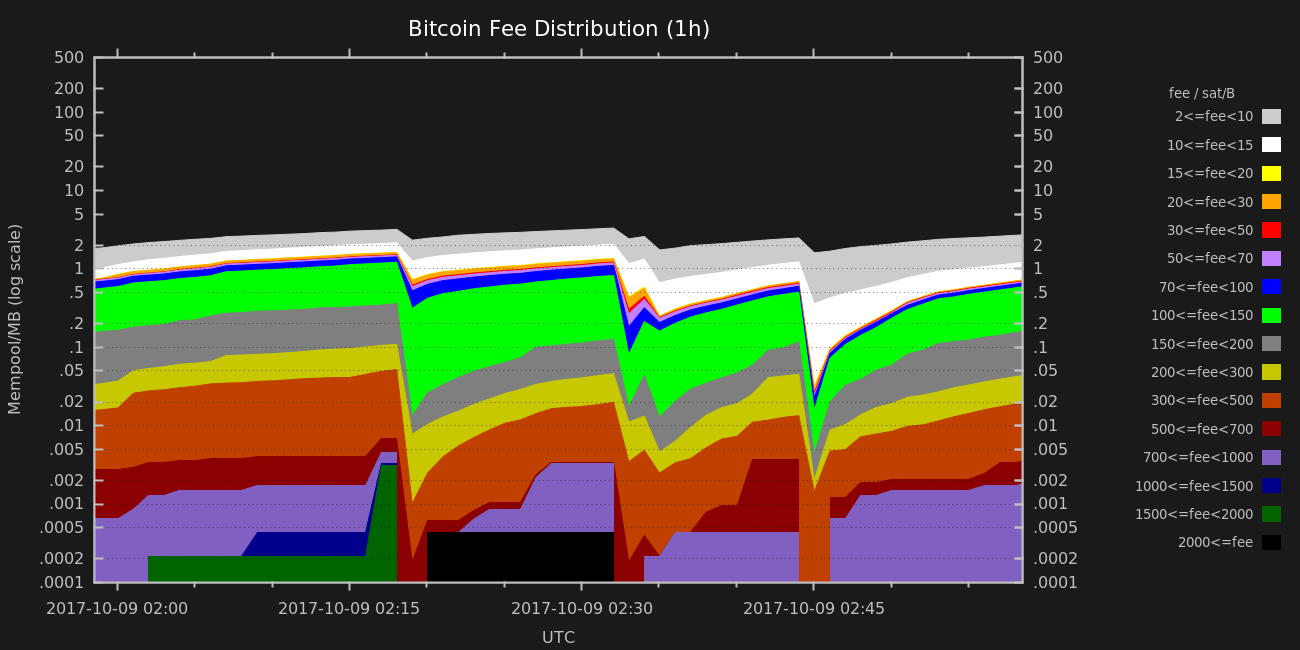 Bitcoin Fee Distribution (1h)
500
200
100
50
20
10
5
2
1
.5
.2
.1
.05
.02
.01
.005
.002
.001
.0005
.0002
.0001
Mempool/MB (log scale)
500
200
100
50
20
10
5
2
1
.5
.2
.1
.05
.02
.01
.005
.002
.001
.0005
.0002
.0001
2017-10-09 02:00
2017-10-09 02:15
2017-10-09 02:30
2017-10-09 02:45
UTC
fee / sat/B
2<=fee<10
10<=fee<15
15<=fee<20
20<=fee<30
30<=fee<50
50<=fee<70
70<=fee<100
100<=fee<150
150<=fee<200
200<=fee<300
300<=fee<500
500<=fee<700
700<=fee<1000
1000<=fee<1500
1500<=fee<2000
2000<=fee